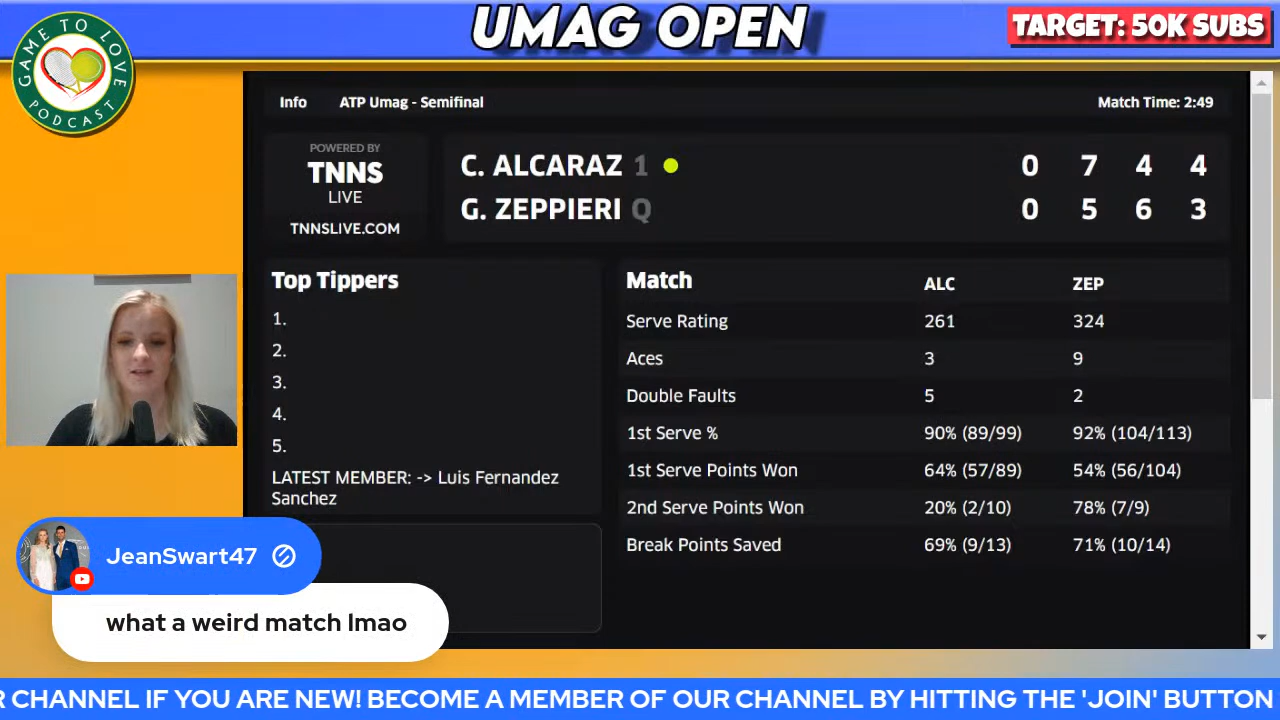 UMAG OPEN
TARGET: 50K SUBS
GAME TO LOVE
PODCAST
Info ATP Umag - Semifinal Match Time: 2:49
POWERED BY
TNNS
LIVE
TNNSLIVE.COM
C. ALCARAZ 1 0 7 4 4
G. ZEPPIERI Q 0 5 6 3
Top Tippers
1.
2.
3.
4.
5.
LATEST MEMBER: -> Luis Fernandez
Sanchez
Match ALC ZEP
Serve Rating 261 324
Aces 3 9
Double Faults 5 2
1st Serve % 90% (89/99) 92% (104/113)
1st Serve Points Won 64% (57/89) 54% (56/104)
2nd Serve Points Won 20% (2/10) 78% (7/9)
Break Points Saved 69% (9/13) 71% (10/14)
JeanSwart47
what a weird match lmao
R CHANNEL IF YOU ARE NEW! BECOME A MEMBER OF OUR CHANNEL BY HITTING THE 'JOIN' BUTTON